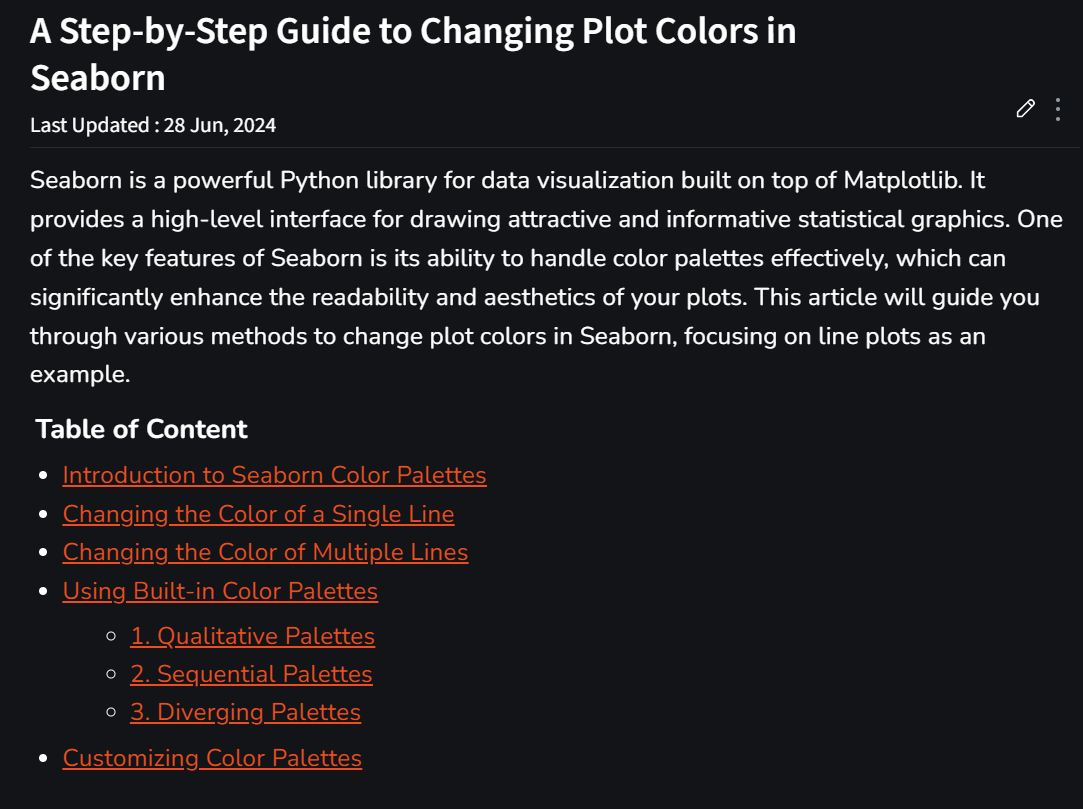 A Step-by-Step Guide to Changing Plot Colors in
Seaborn
Last Updated : 28 Jun, 2024
Seaborn is a powerful Python library for data visualization built on top of Matplotlib. It
provides a high-level interface for drawing attractive and informative statistical graphics. One
of the key features of Seaborn is its ability to handle color palettes effectively, which can
significantly enhance the readability and aesthetics of your plots. This article will guide you
through various methods to change plot colors in Seaborn, focusing on line plots as an
example.
Table of Content
Introduction to Seaborn Color Palettes
Changing the Color of a Single Line
Changing the Color of Multiple Lines
Using Built-in Color Palettes
1. Qualitative Palettes
2. Sequential Palettes
3. Diverging Palettes
Customizing Color Palettes